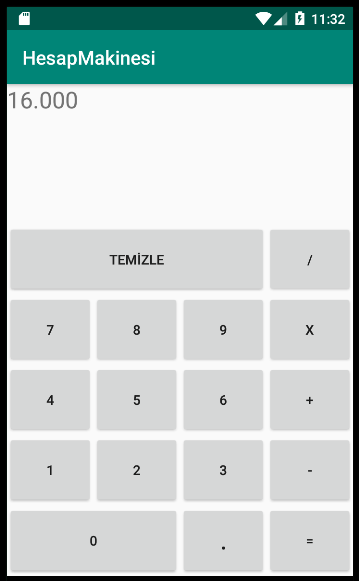 11:32
HesapMakinesi
16.000
TEMİZLE /
7 8 9 X
4 5 6 +
1 2 3 -
0 . =